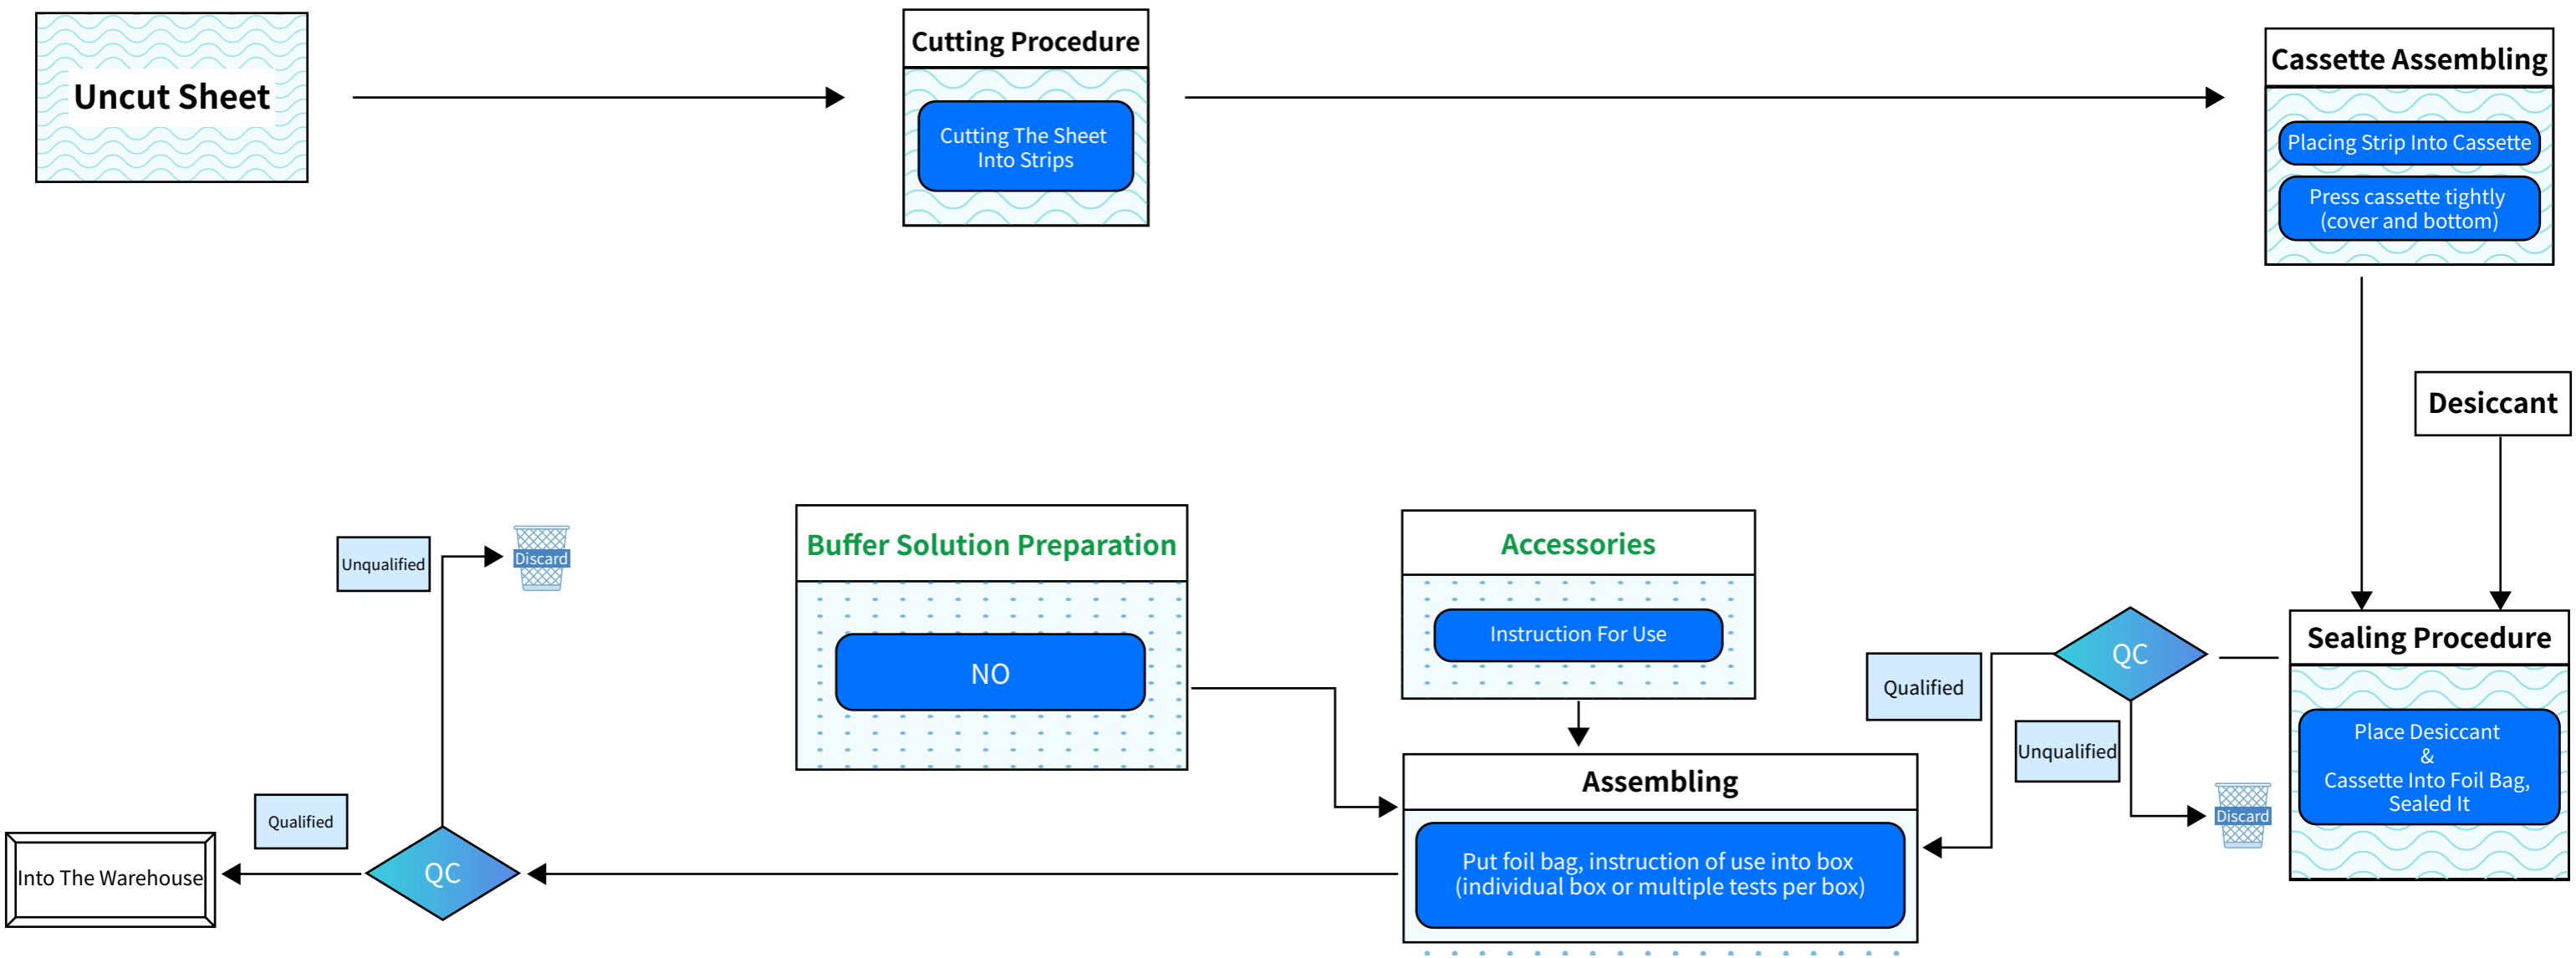 Uncut Sheet
Cutting Procedure
Cutting The Sheet
Into Strips
Cassette Assembling
Placing Strip Into Cassette
Press cassette tightly
(cover and bottom)
Desiccant
Sealing Procedure
Place Desiccant
&
Cassette Into Foil Bag,
Sealed It
QC
Qualified
Unqualified
Discard
Accessories
Instruction For Use
Buffer Solution Preparation
NO
Assembling
Put foil bag, instruction of use into box
(individual box or multiple tests per box)
QC
Unqualified
Discard
Qualified
Into The Warehouse